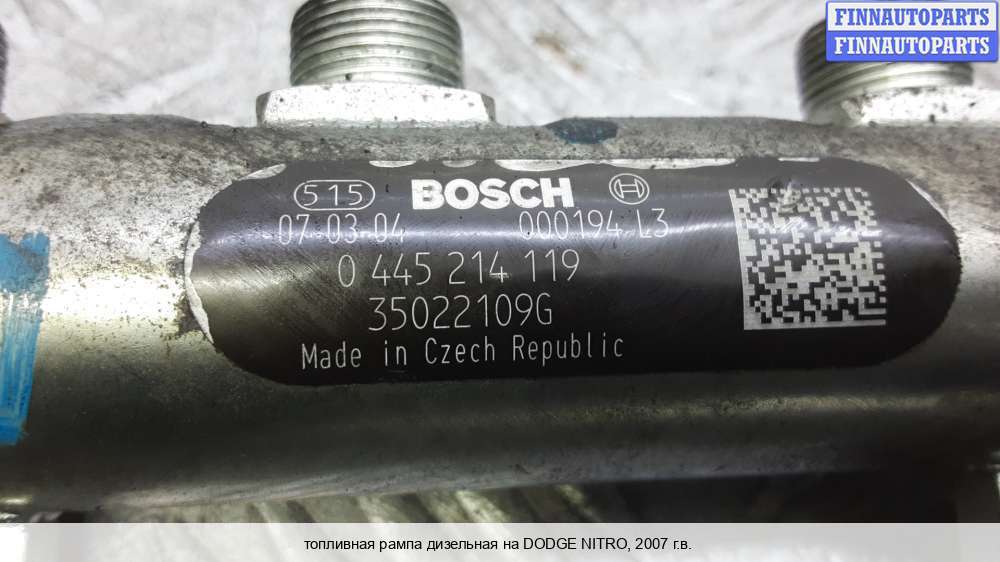 FINNAUTOPARTS
FINNAUTOPARTS
515 BOSCH
07-03-04 000194-L3
0 445 214 119
35022109G
Made in Czech Republic
топливная рампа дизельная на DODGE NITRO, 2007 г.в.